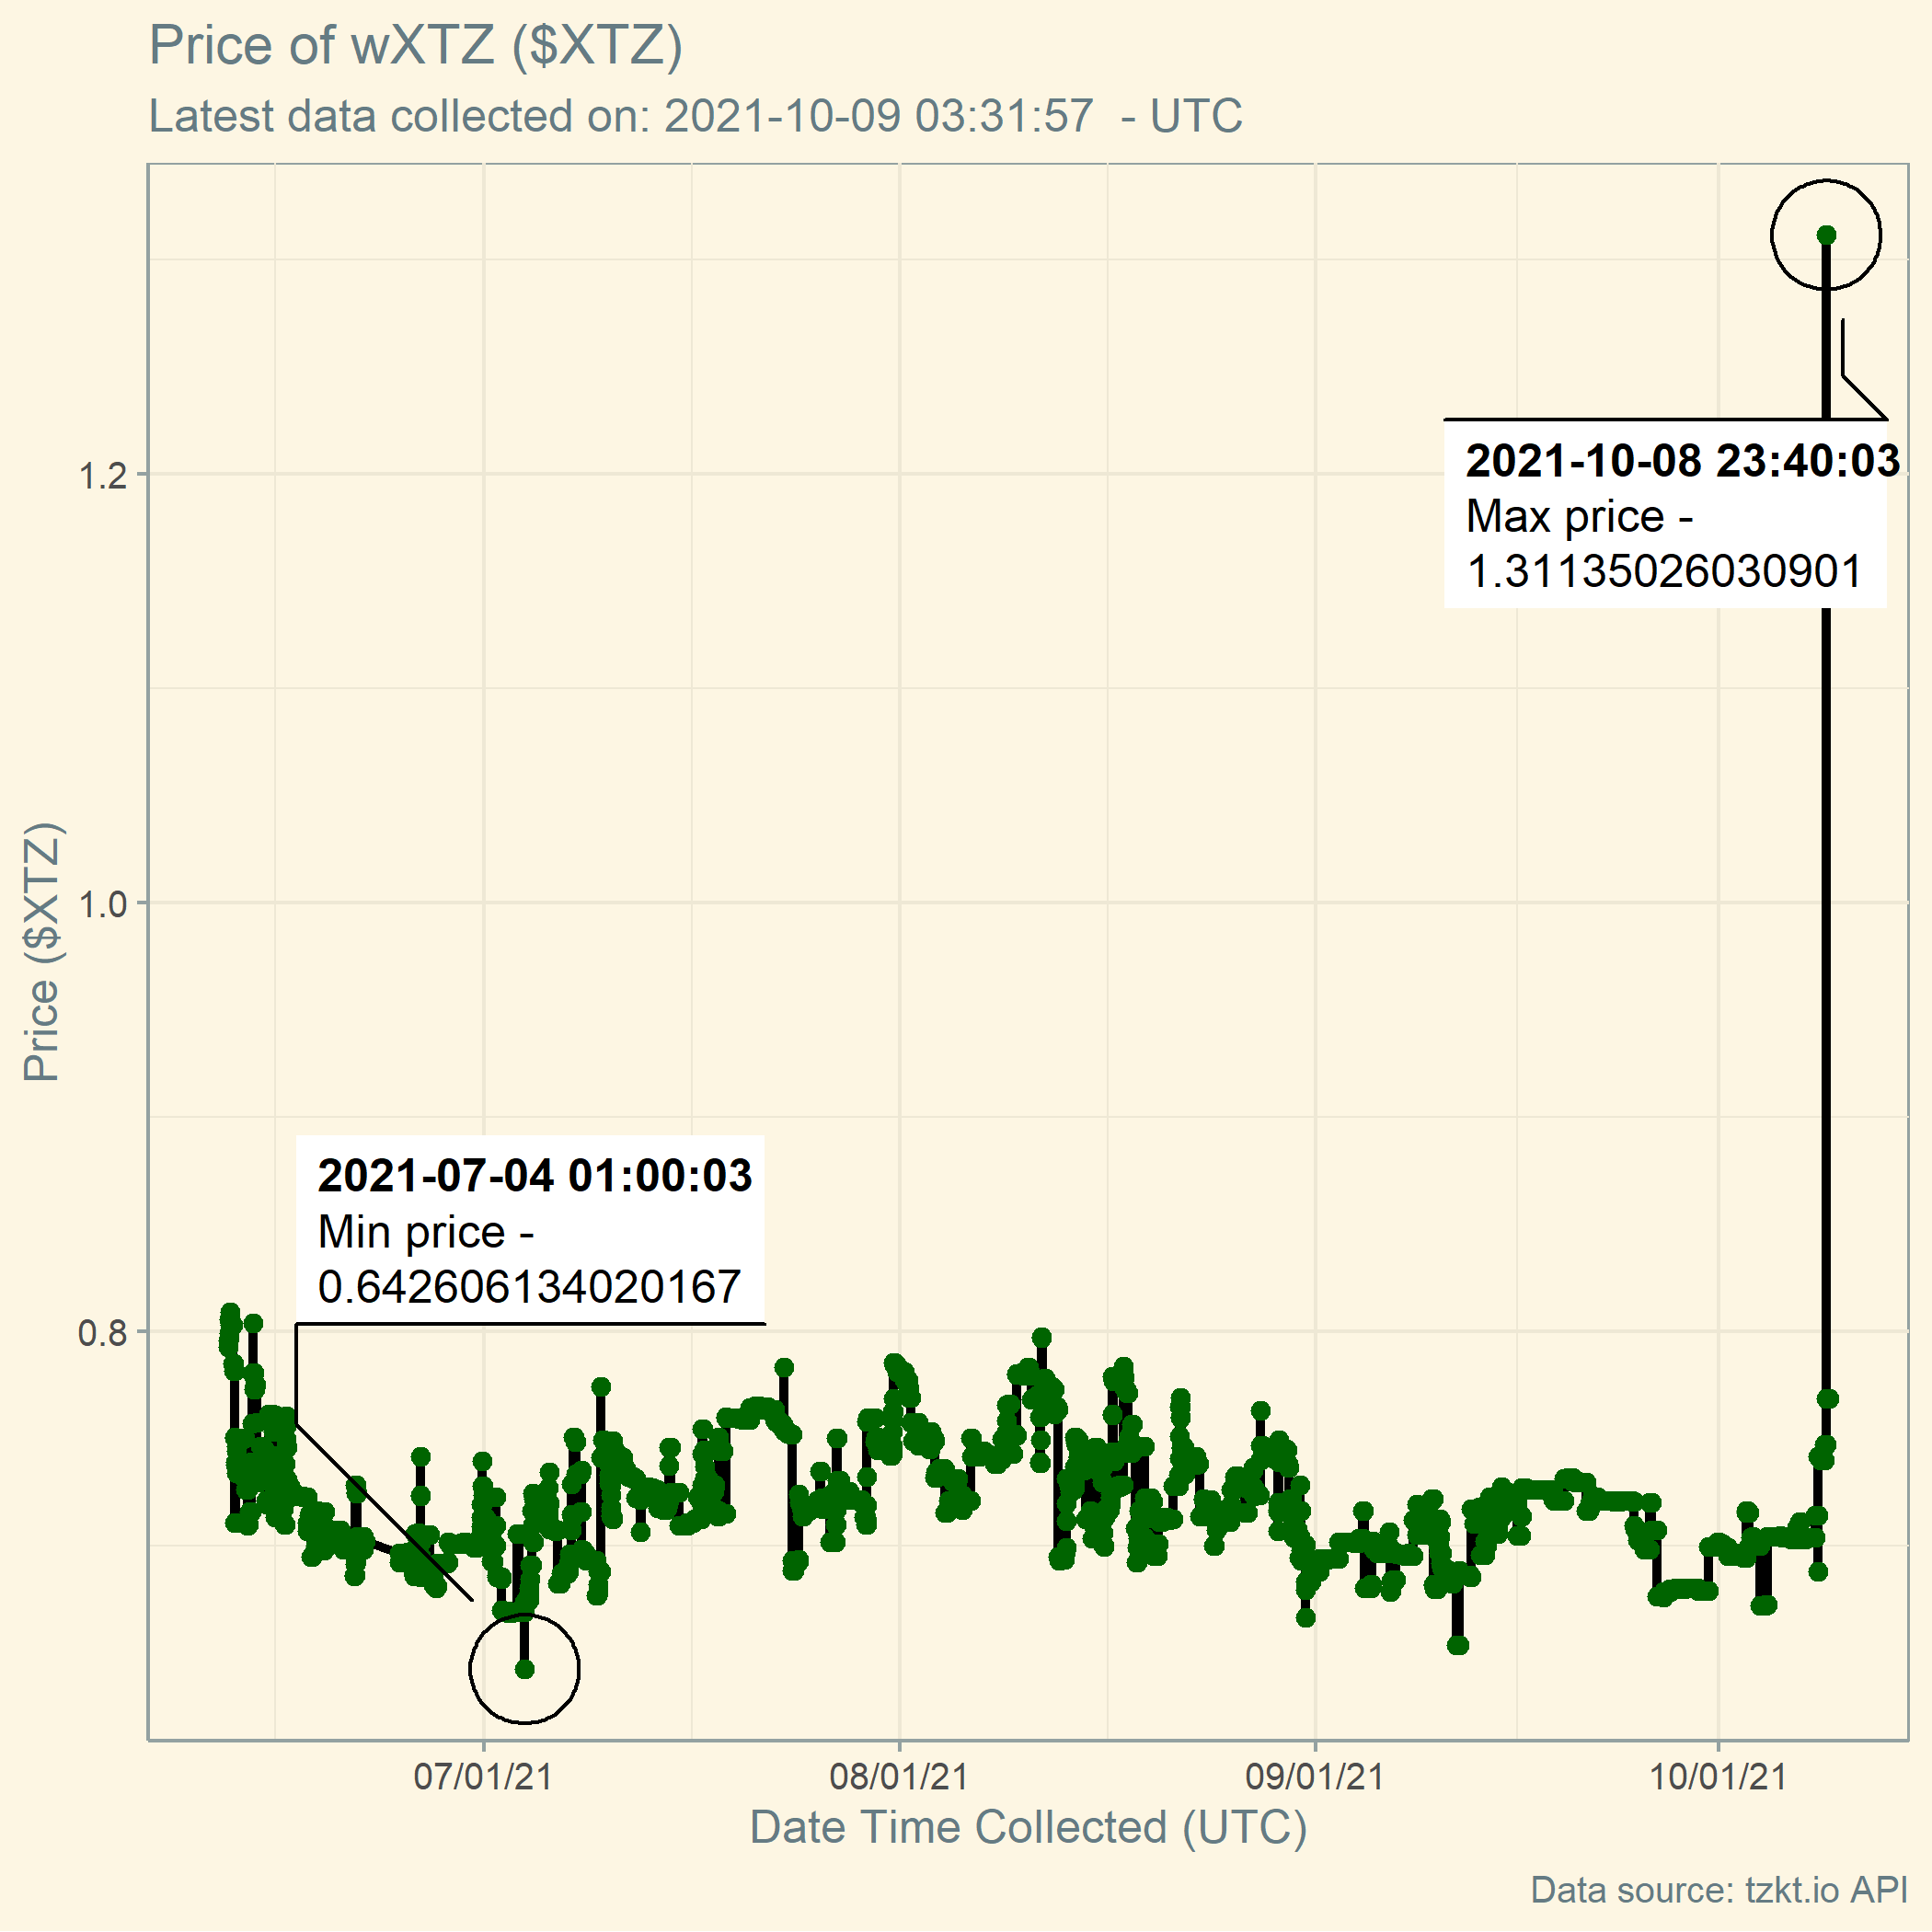 Price of wXTZ ($XTZ)
Latest data collected on: 2021-10-09 03:31:57  - UTC
2021-10-08 23:40:03
Max price -
1.31135026030901
2021-07-04 01:00:03
Min price -
0.642606134020167
Price ($XTZ)
1.2
1.0
0.8
07/01/21
08/01/21
09/01/21
10/01/21
Date Time Collected (UTC)
Data source: tzkt.io API